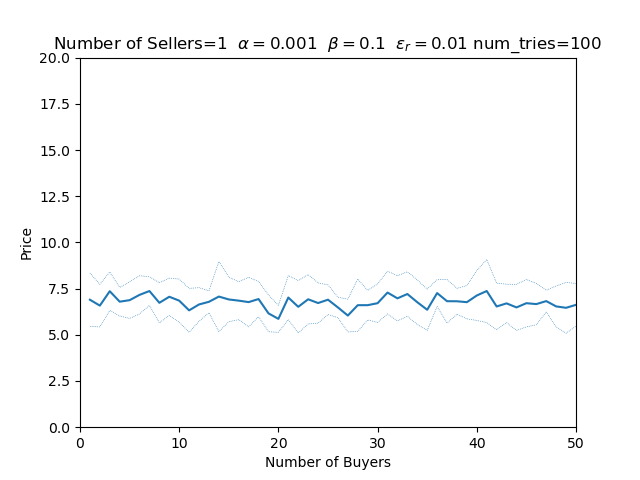 Number of Sellers=1 α = 0.001 β = 0.1 εr = 0.01 num_tries=100
20.0
17.5
15.0
12.5
10.0
7.5
5.0
2.5
0.0
Price
0 10 20 30 40 50
Number of Buyers